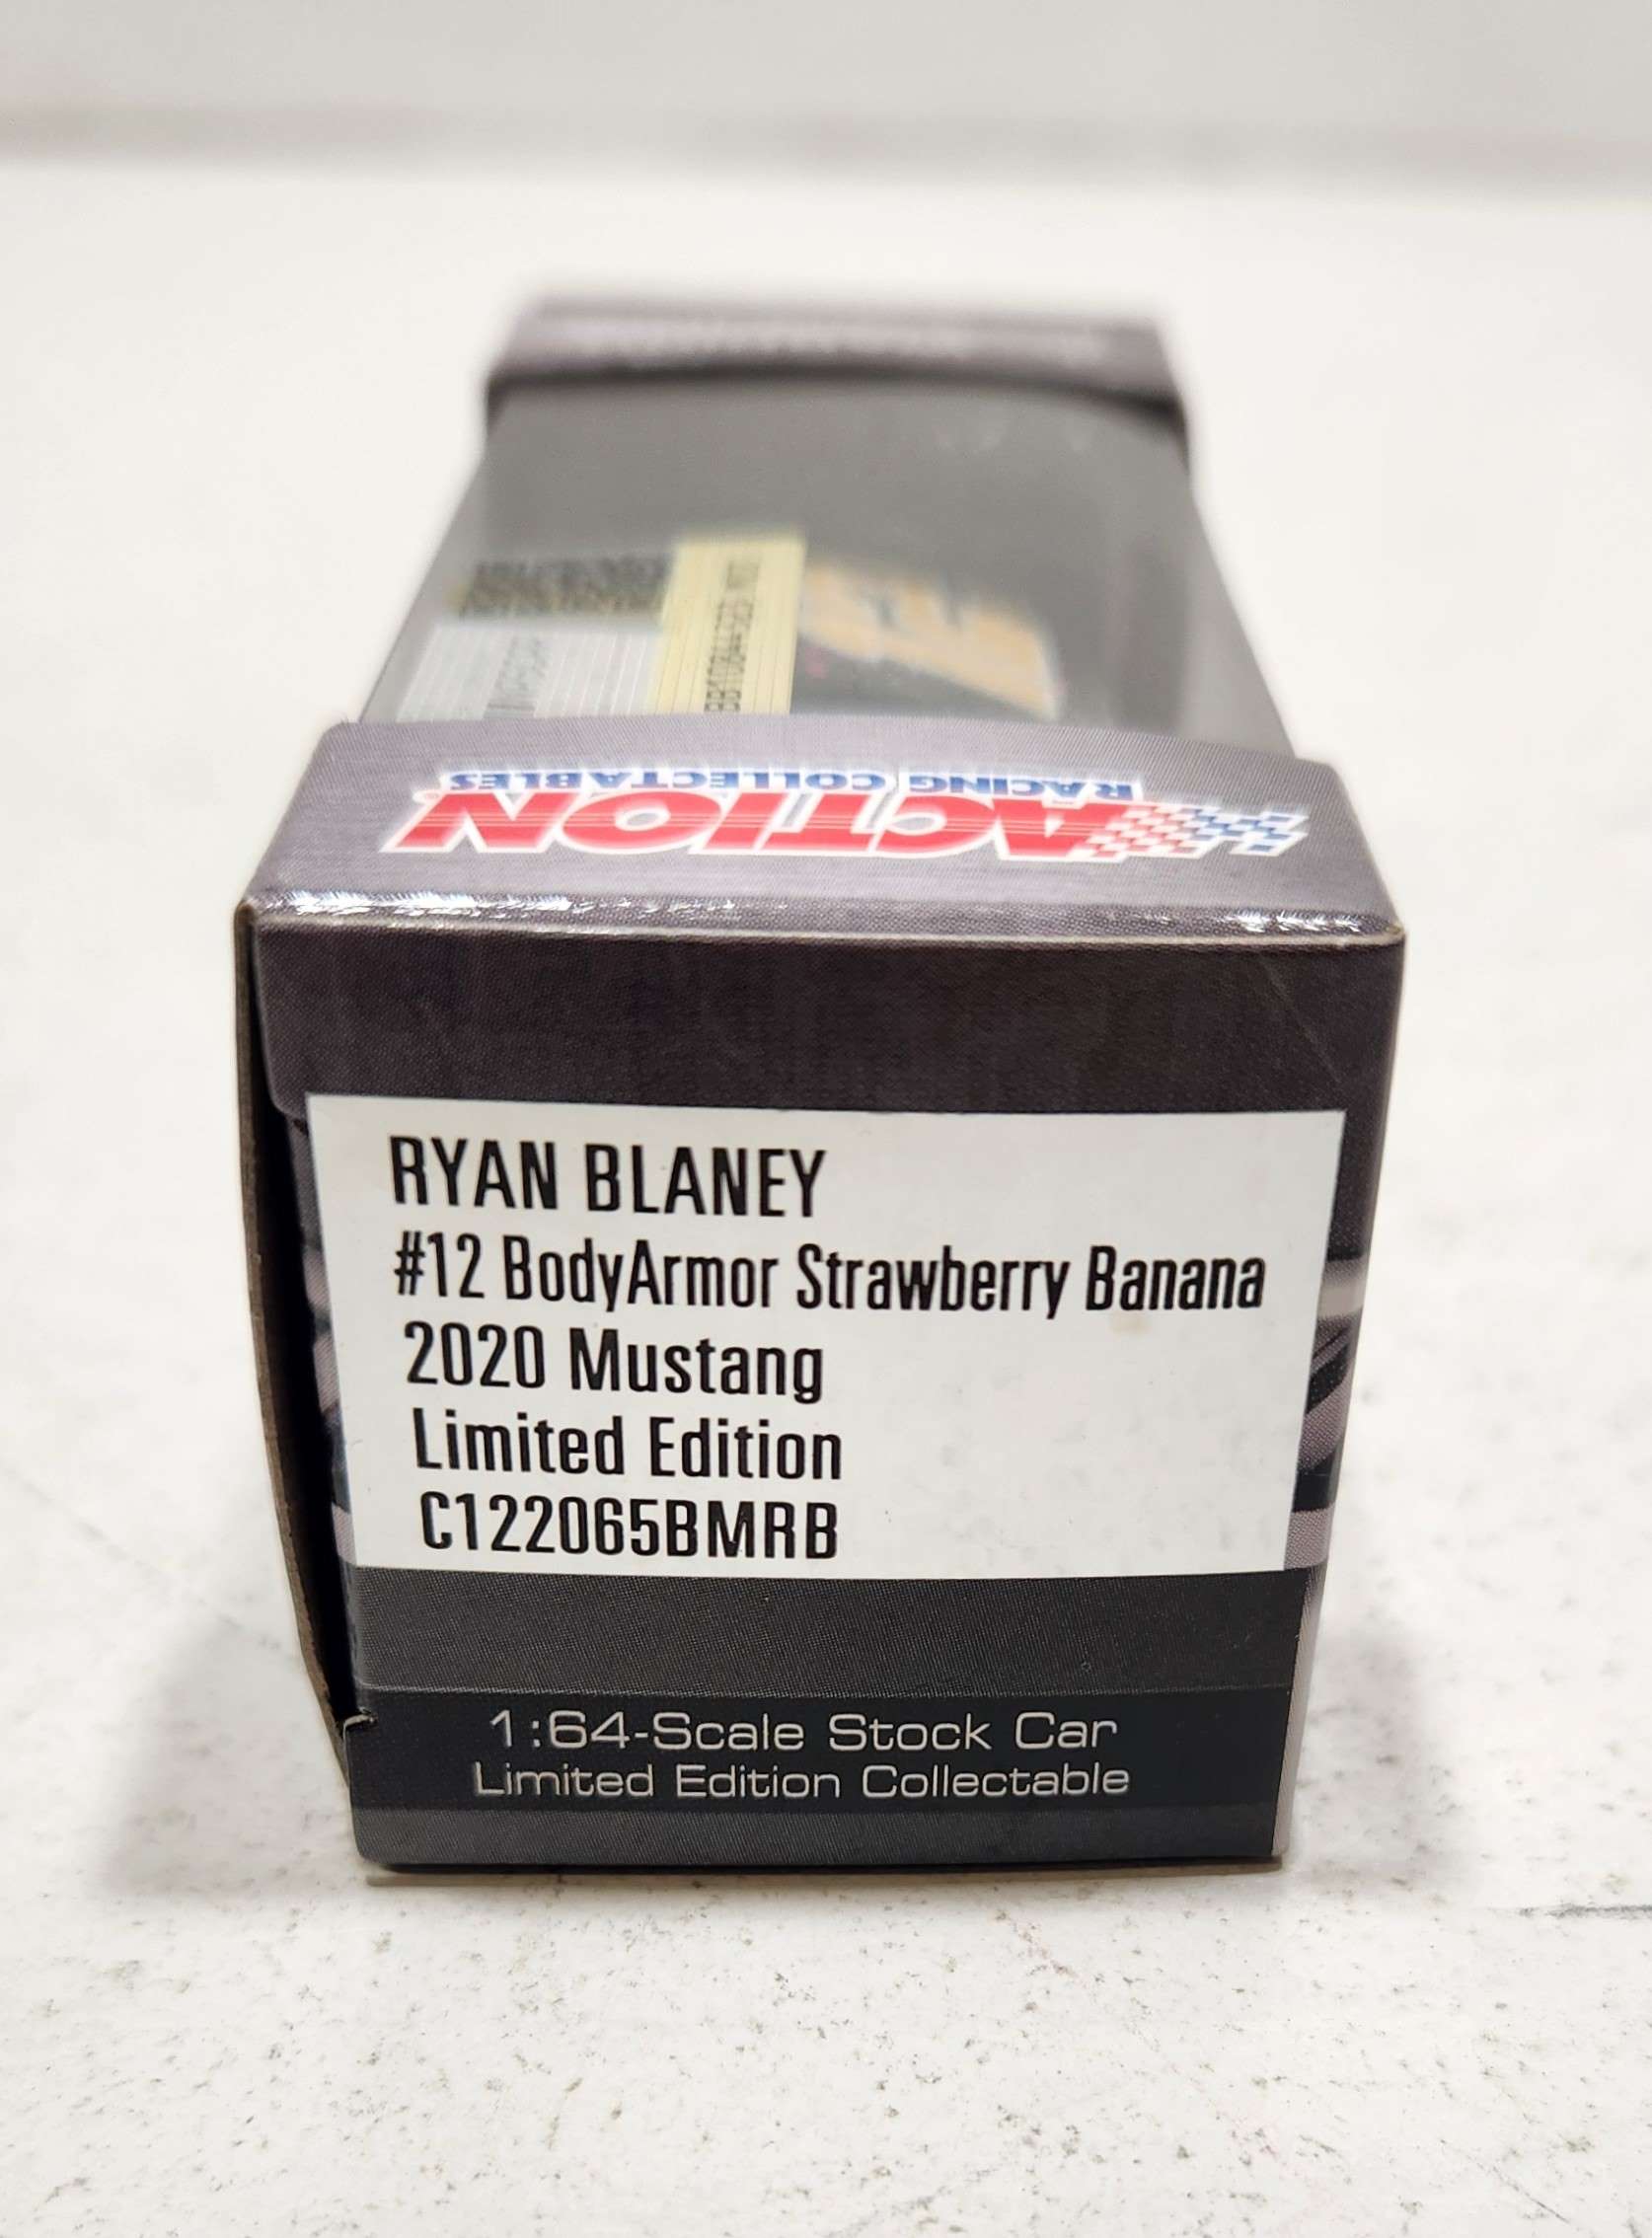 ACTION
RACING COLLECTABLES
RYAN BLANEY
#12 BodyArmor Strawberry Banana
2020 Mustang
Limited Edition
C122065BMRB
1:64-Scale Stock Car
Limited Edition Collectable